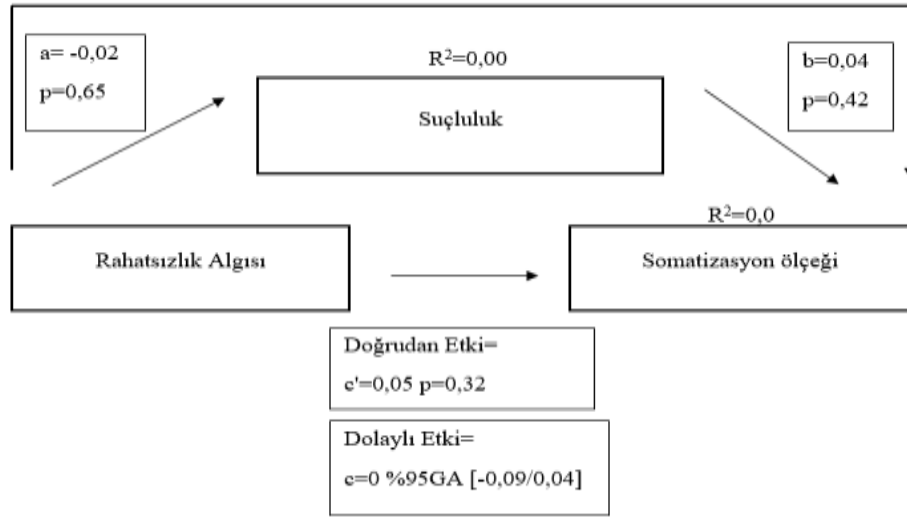 a= -0,02
p=0,65
R²=0,00
Suçluluk
b=0,04
p=0,42
R²=0,0
Rahatsızlık Algısı
Somatizasyon ölçeği
Doğrudan Etki=
c'=0,05 p=0,32
Dolaylı Etki=
c=0 %95GA [-0,09/0,04]